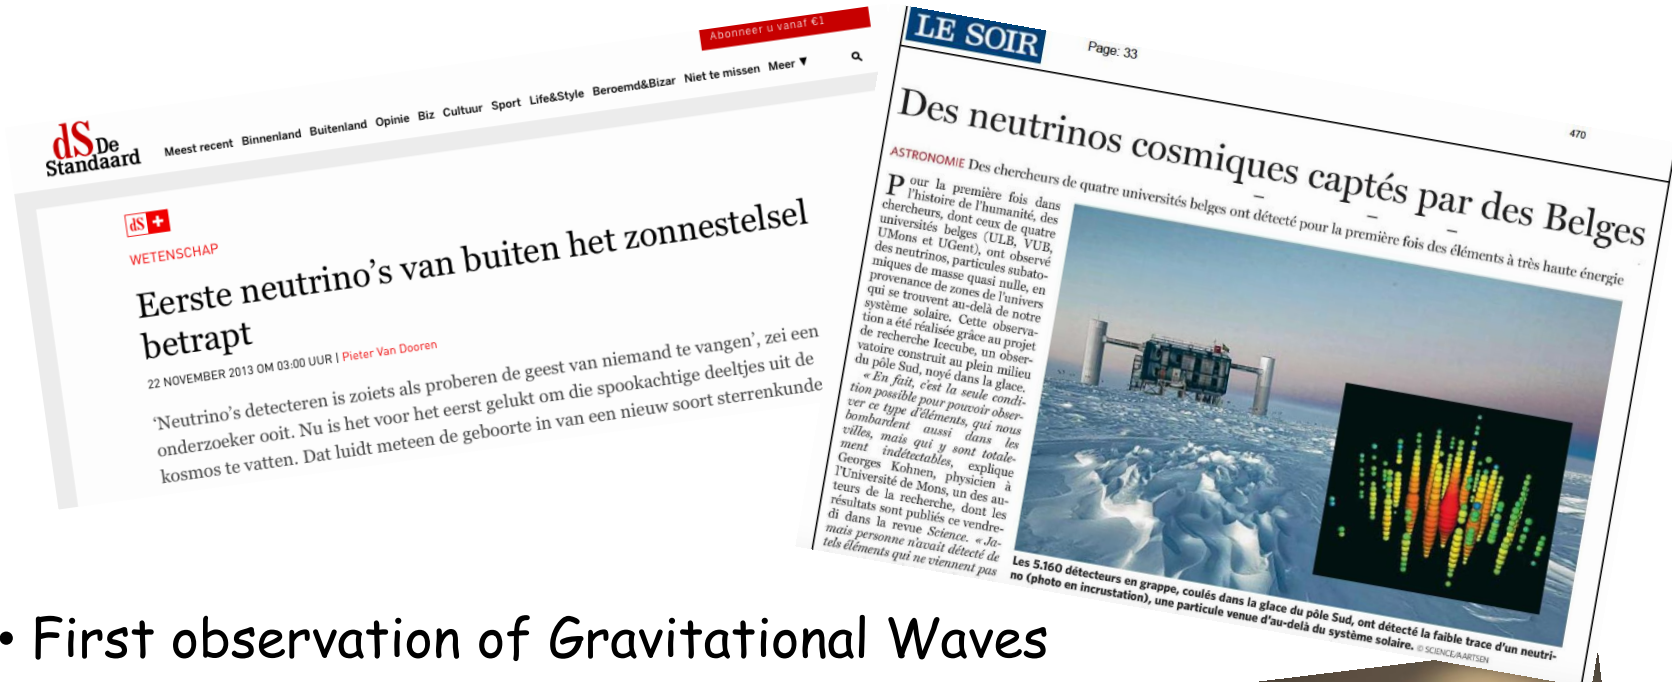 Abonneer u vanaf €1
dS De
Standaard
Meest recent Binnenland Buitenland Opinie Biz Cultuur Sport Life&Style Beroemd&Bizar Niet te missen Meer ▼
dS +
WETENSCHAP
Eerste neutrino's van buiten het zonnestelsel
betrapt
22 NOVEMBER 2013 OM 03:00 UUR | Pieter Van Dooren
'Neutrino's detecteren is zoiets als proberen de geest van niemand te vangen', zei een
onderzoeker ooit. Nu is het voor het eerst gelukt om die spookachtige deeltjes uit de
kosmos te vatten. Dat luidt meteen de geboorte in van een nieuw soort sterrenkunde
LE SOIR
Page: 33
470
Des neutrinos cosmiques captés par des Belges
ASTRONOMIE Des chercheurs de quatre universités belges ont détecté pour la première fois des éléments à très haute énergie
Pour la première fois dans
l'histoire de l'humanité, des
chercheurs, dont ceux de quatre
universités belges (ULB, VUB,
UMons et UGent), ont observé
des neutrinos, particules subato-
miques de masse quasi nulle, en
provenance de zones de l'univers
qui se trouvent au-delà de notre
système solaire. Cette observa-
tion a été réalisée grâce au projet
de recherche Icecube, un obser-
vatoire construit au plein milieu
du pôle Sud, noyé dans la glace.
« En fait, c'est la seule condi-
tion possible pour pouvoir obser-
ver ce type d'éléments, qui nous
bombardent aussi dans les
villes, mais qui y sont totale-
ment indétectables, explique
Georges Kohnen, physicien à
l'Université de Mons, un des au-
teurs de la recherche, dont les
résultats sont publiés ce vendre-
di dans la revue Science. « Ja-
mais personne n'avait détecté de
tels éléments qui ne viennent pas
Les 5.160 détecteurs en grappe, coulés dans la glace du pôle Sud, ont détecté la faible trace d'un neutri-
no (photo en incrustation), une particule venue d'au-delà du système solaire. © SCIENCE/AARTSEN
• First observation of Gravitational Waves